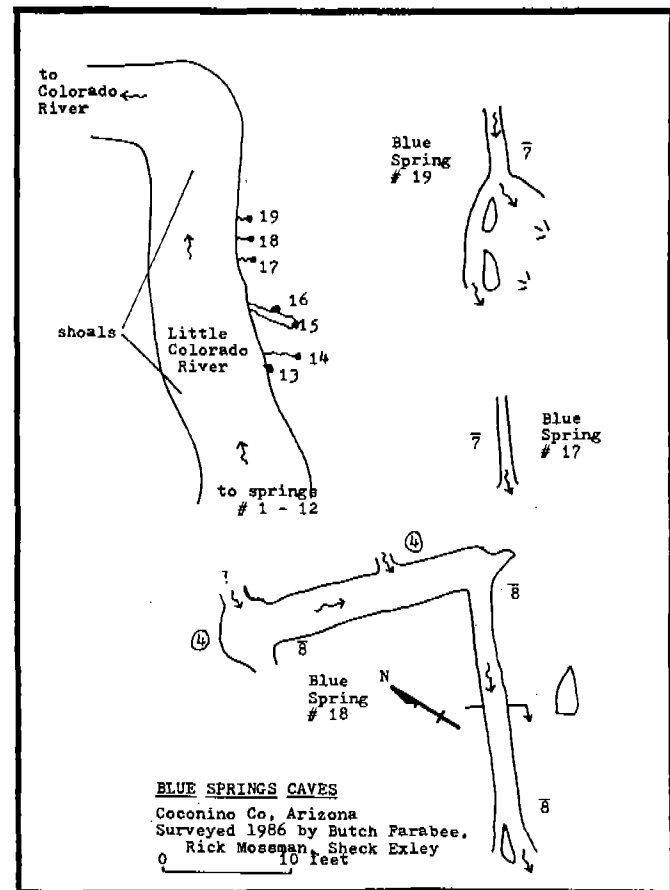 to
Colorado
River
19
18
17
16
15
14
13
shoals
Little
Colorado
River
to springs
# 1 - 12
Blue
Spring
# 19
7
7
Blue
Spring
# 17
4
?
4
8
8
Blue
Spring
# 18
N
8
BLUE SPRINGS CAVES
Coconino Co, Arizona
Surveyed 1986 by Butch Farabee,
Rick Mossman, Sheck Exley
0 10 feet